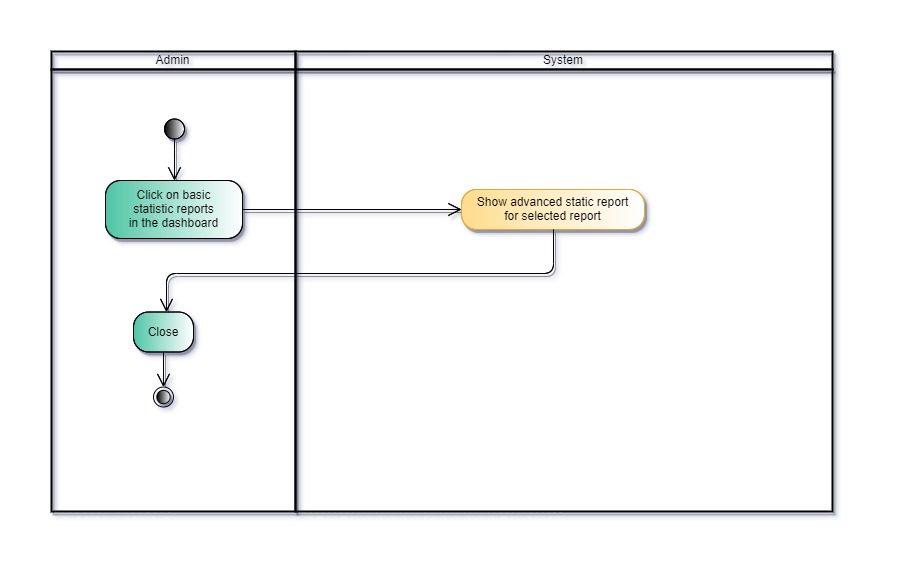 Admin
System
Click on basic
statistic reports
in the dashboard
Show advanced static report
for selected report
Close